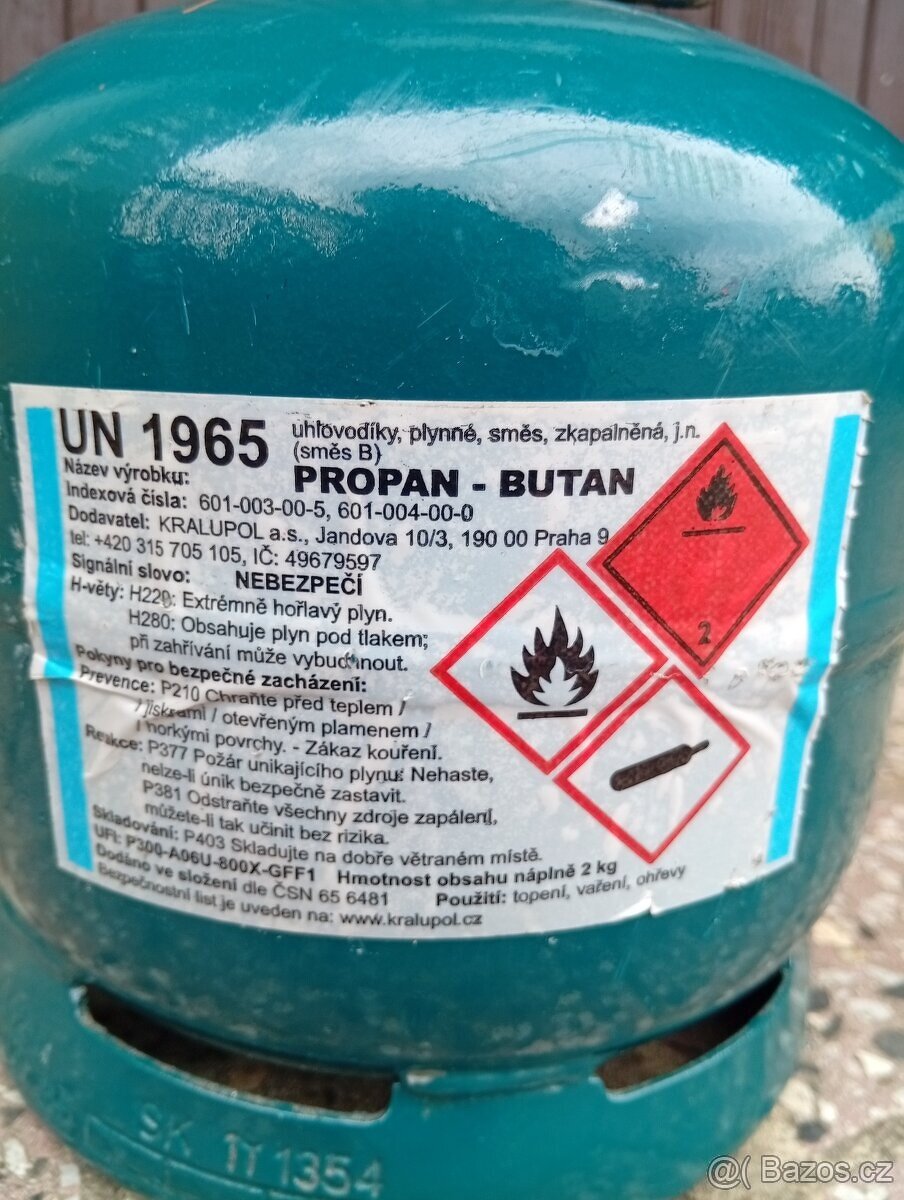 UN 1965
uhlovodíky, plynné, směs, zkapalněná, j.n.
(směs B)
Název výrobku: PROPAN - BUTAN
Indexová čísla: 601-003-00-5, 601-004-00-0
Dodavatel: KRALUPOL a.s., Jandova 10/3, 190 00 Praha 9
tel: +420 315 705 105, IČ: 49679597
Signální slovo: NEBEZPEČÍ
H-věty: H220: Extrémně hořlavý plyn.
H280: Obsahuje plyn pod tlakem;
při zahřívání může vybuchnout.
Pokyny pro bezpečné zacházení:
Prevence: P210 Chraňte před teplem /
/ jiskrami / otevřeným plamenem /
/ horkými povrchy. - Zákaz kouření.
Reakce: P377 Požár unikajícího plynu: Nehaste,
nelze-li únik bezpečně zastavit.
P381 Odstraňte všechny zdroje zapálení,
můžete-li tak učinit bez rizika.
Skladování: P403 Skladujte na dobře větraném místě.
UFI: P300-A06U-800X-GFF1 Hmotnost obsahu náplně 2 kg
Dodáno ve složení dle ČSN 65 6481 Použití: topení, vaření, ohřevy
Bezpečnostní list je uveden na: www.kralupol.cz
2
SK 11 1354
@( Bazos.cz